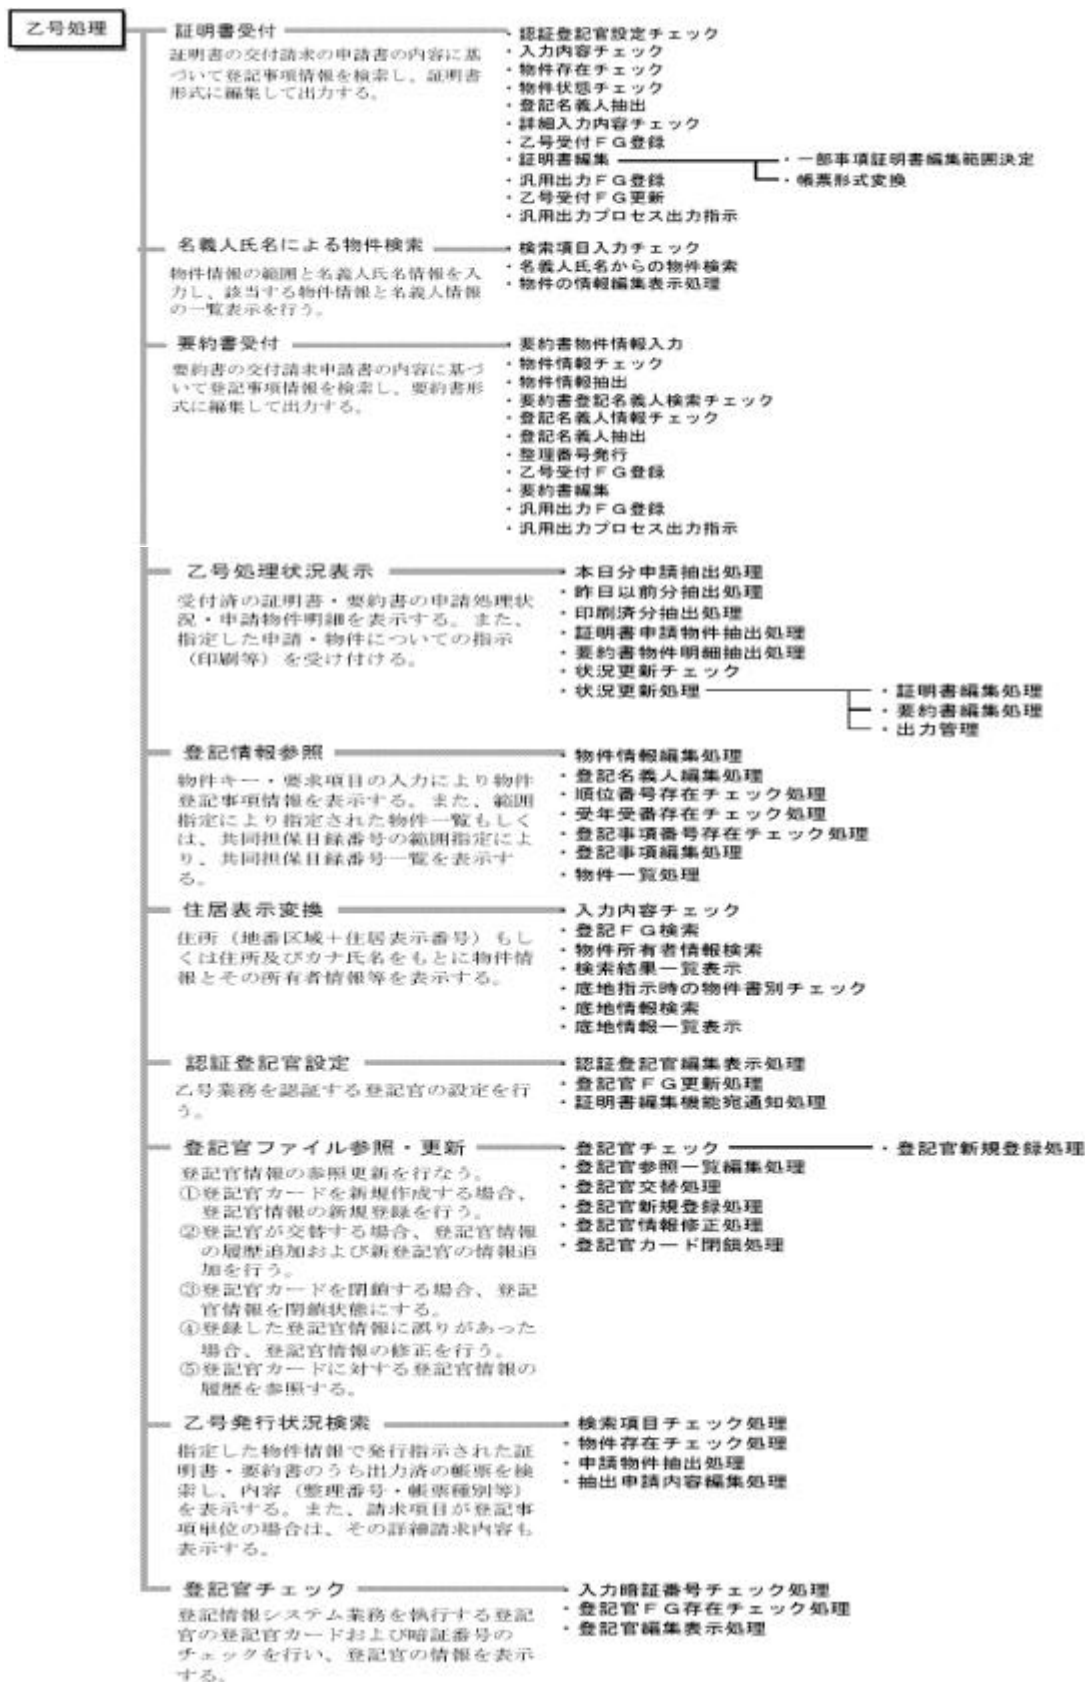 乙号処理
証明書受付
証明書の交付請求の申請書の内容に基
づいて登記事項情報を検索し、証明書
形式に編集して出力する。
・認証登記官設定チェック
・入力内容チェック
・物件存在チェック
・物件状態チェック
・登記名義人抽出
・詳細入力内容チェック
・乙号受付ＦＧ登録
・証明書編集
・一部事項証明書編集範囲決定
・帳票形式変換
・汎用出力ＦＧ登録
・乙号受付ＦＧ更新
・汎用出力プロセス出力指示
名義人氏名による物件検索
物件情報の範囲と名義人氏名情報を入
力し、該当する物件情報と名義人情報
の一覧表示を行う。
・検索項目入力チェック
・名義人氏名からの物件検索
・物件の情報編集表示処理
要約書受付
要約書の交付請求申請書の内容に基づ
いて登記事項情報を検索し、要約書形
式に編集して出力する。
・要約書物件情報入力
・物件情報チェック
・物件情報抽出
・要約書登記名義人検索チェック
・登記名義人情報チェック
・登記名義人抽出
・整理番号発行
・乙号受付ＦＧ登録
・要約書編集
・汎用出力ＦＧ登録
・汎用出力プロセス出力指示
乙号処理状況表示
受付済の証明書・要約書の申請処理状
況・申請物件明細を表示する。また、
指定した申請・物件についての指示
（印刷等）を受け付ける。
・本日分申請抽出処理
・昨日以前分抽出処理
・印刷済分抽出処理
・証明書申請物件抽出処理
・要約書物件明細抽出処理
・状況更新チェック
・状況更新処理
・証明書編集処理
・要約書編集処理
・出力管理
登記情報参照
物件キー・要求項目の入力により物件
登記事項情報を表示する。また、範囲
指定により指定された物件一覧もしく
は、共同担保目録番号の範囲指定によ
り、共同担保目録番号一覧を表示す
る。
・物件情報編集処理
・登記名義人編集処理
・順位番号存在チェック処理
・受年受番存在チェック処理
・登記事項番号存在チェック処理
・登記事項編集処理
・物件一覧処理
住居表示変換
住所（地番区域＋住居表示番号）もし
くは住所及びカナ氏名をもとに物件情
報とその所有者情報等を表示する。
・入力内容チェック
・登記ＦＧ検索
・物件所有者情報検索
・検索結果一覧表示
・底地指示時の物件書別チェック
・底地情報検索
・底地情報一覧表示
認証登記官設定
乙号業務を認証する登記官の設定を行
う。
・認証登記官編集表示処理
・登記官ＦＧ更新処理
・証明書編集機能宛通知処理
登記官ファイル参照・更新
登記官情報の参照更新を行なう。
①登記官カードを新規作成する場合、
登記官情報の新規登録を行う。
②登記官が交替する場合、登記官情報
の履歴追加および新登記官の情報追
加を行う。
③登記官カードを閉鎖する場合、登記
官情報を閉鎖状態にする。
④登録した登記官情報に誤りがあった
場合、登記官情報の修正を行う。
⑤登記官カードに対する登記官情報の
履歴を参照する。
・登記官チェック
・登記官新規登録処理
・登記官参照一覧編集処理
・登記官交替処理
・登記官新規登録処理
・登記官情報修正処理
・登記官カード閉鎖処理
乙号発行状況検索
指定した物件情報で発行指示された証
明書・要約書のうち出力済の帳票を検
索し、内容（整理番号・帳票種別等）
を表示する。また、請求項目が登記事
項単位の場合は、その詳細請求内容も
表示する。
・検索項目チェック処理
・物件存在チェック処理
・申請物件抽出処理
・抽出申請内容編集処理
登記官チェック
登記情報システム業務を執行する登記
官の登記官カードおよび暗証番号の
チェックを行い、登記官の情報を表示
する。
・入力暗証番号チェック処理
・登記官ＦＧ存在チェック処理
・登記官編集表示処理